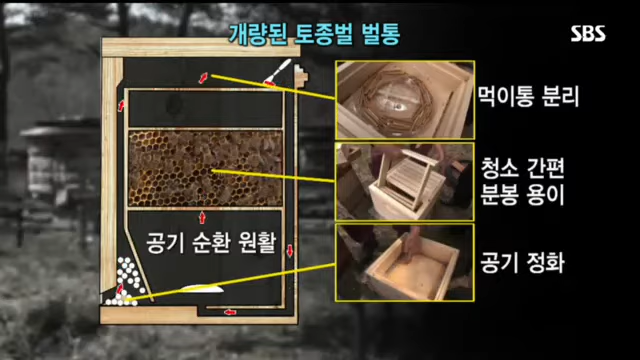 개량된 토종벌 벌통
SBS
먹이통 분리
청소 간편
분봉 용이
공기 순환 원활
공기 정화